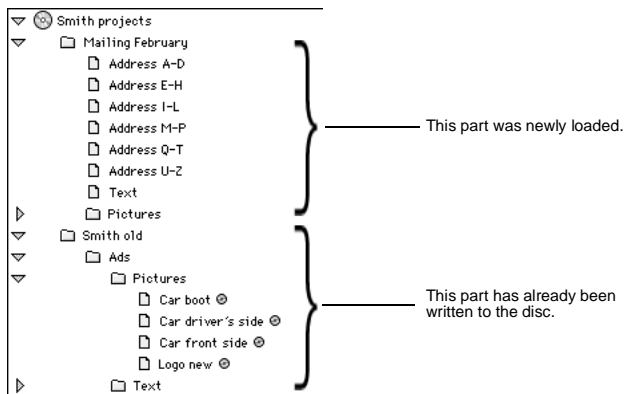 Smith projects
Mailing February
Address A-D
Address E-H
Address I-L
Address M-P
Address Q-T
Address U-Z
Text
Pictures
This part was newly loaded.
Smith old
Ads
Pictures
Car boot
Car driver's side
Car front side
Logo new
Text
This part has already been
written to the disc.